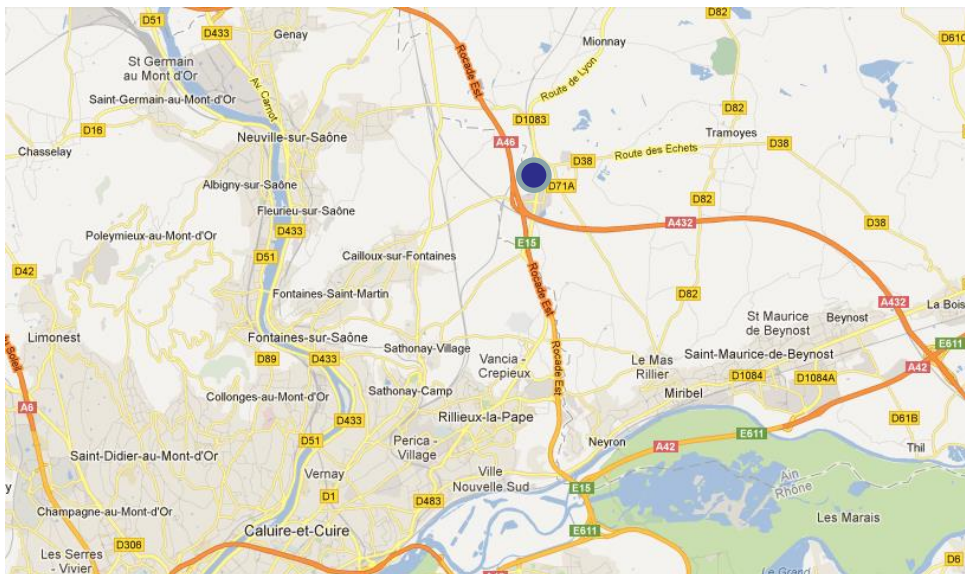 D51
D433
Genay
St Germain
au Mont d'Or
Saint-Germain-au-Mont-d'Or
Av. Carnot
D16
Chasselay
Neuville-sur-Saône
Albigny-sur-Saône
Fleurieu-sur-Saône
D433
D51
Poleymieux-au-Mont-d'Or
D42
Cailloux-sur-Fontaines
Fontaines-Saint-Martin
Limonest
Fontaines-sur-Saône
D89
D433
Sathonay-Village
A6
Collonges-au-Mont-d'Or
D433
Sathonay-Camp
Rillieux-la-Pape
D51
Saint-Didier-au-Mont-d'Or
Vernay
Perica -
Village
D1
D483
Ville
Nouvelle Sud
Champagne-au-Mont-d'Or
D306
Caluire-et-Cuire
Les Serres
- Vivier
Rocade Est
Mionnay
D82
Route de Lyon
D1083
A46
D38
Route des Echets
D82
Tramoyes
D38
D71A
D82
A432
D38
E15
Rocade Est
D82
A432
St Maurice
de Beynost
Beynost
La Bois
Rocade Est
Vancia -
Crepieux
Le Mas
Rillier
Saint-Maurice-de-Beynost
E611
A42
D1084
D1084A
Miribel
D61B
Neyron
A42
E611
Thil
E15
Ain
Rhône
E611
Les Marais
Le Grand
D6